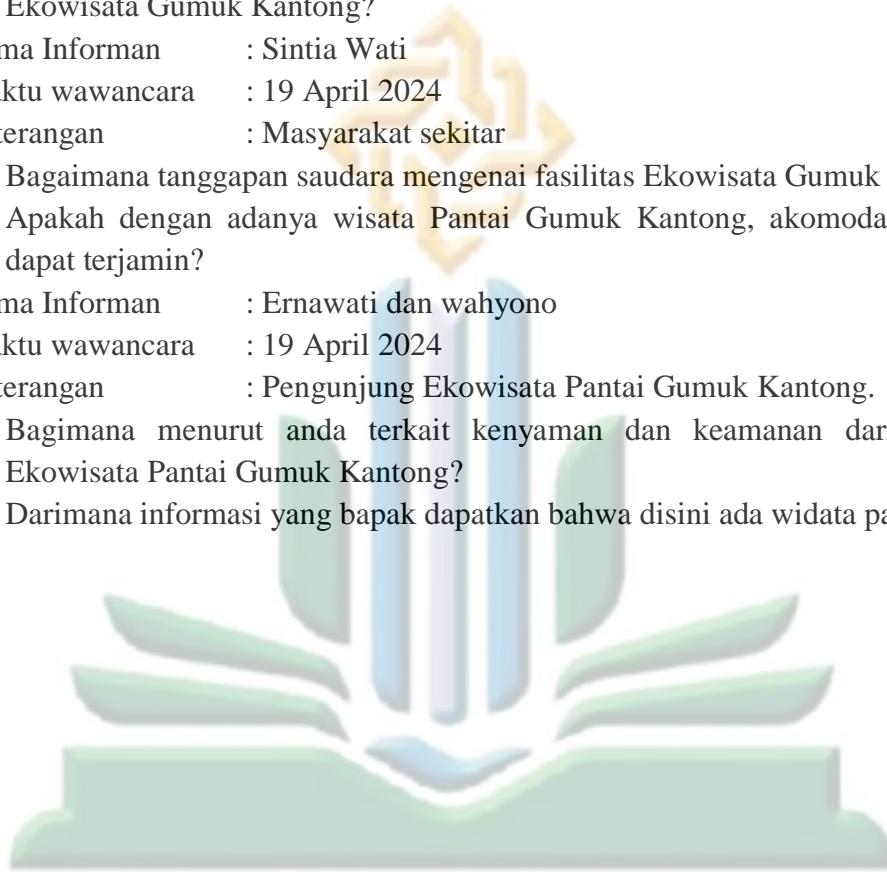 Ekowisata Gumuk Kantong?
ma Informan : Sintia Wati
aktu wawancara : 19 April 2024
terangan : Masyarakat sekitar
Bagaimana tanggapan saudara mengenai fasilitas Ekowisata Gumuk
Apakah dengan adanya wisata Pantai Gumuk Kantong, akomoda
dapat terjamin?
ma Informan : Ernawati dan wahyono
aktu wawancara : 19 April 2024
terangan : Pengunjung Ekowisata Pantai Gumuk Kantong.
Bagimana menurut anda terkait kenyaman dan keamanan dar
Ekowisata Pantai Gumuk Kantong?
Darimana informasi yang bapak dapatkan bahwa disini ada widata pa